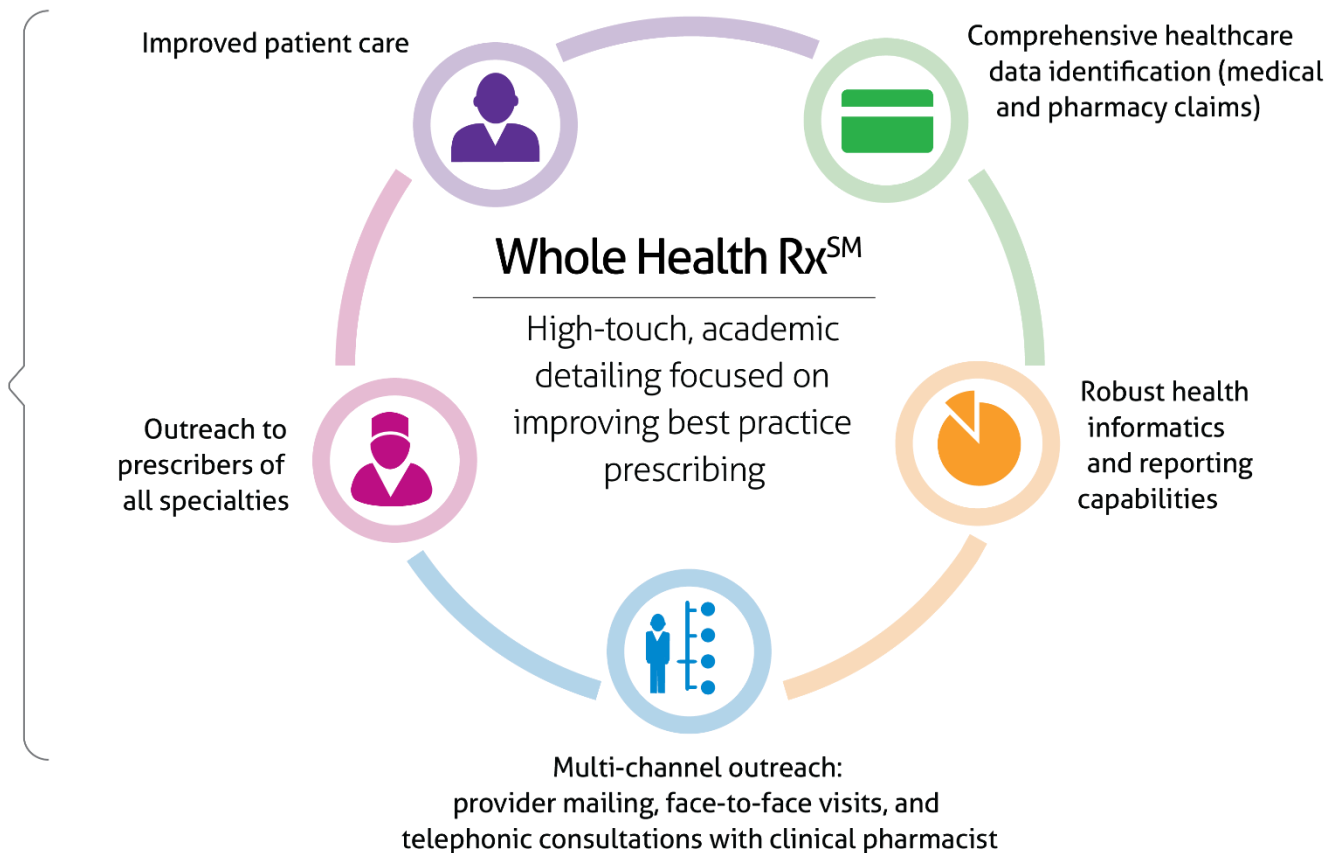 Improved patient care
Comprehensive healthcare
data identification (medical
and pharmacy claims)
Whole Health Rx℠
High-touch, academic
detailing focused on
improving best practice
prescribing
Robust health
informatics
and reporting
capabilities
Outreach to
prescribers of
all specialties
Multi-channel outreach:
provider mailing, face-to-face visits, and
telephonic consultations with clinical pharmacist